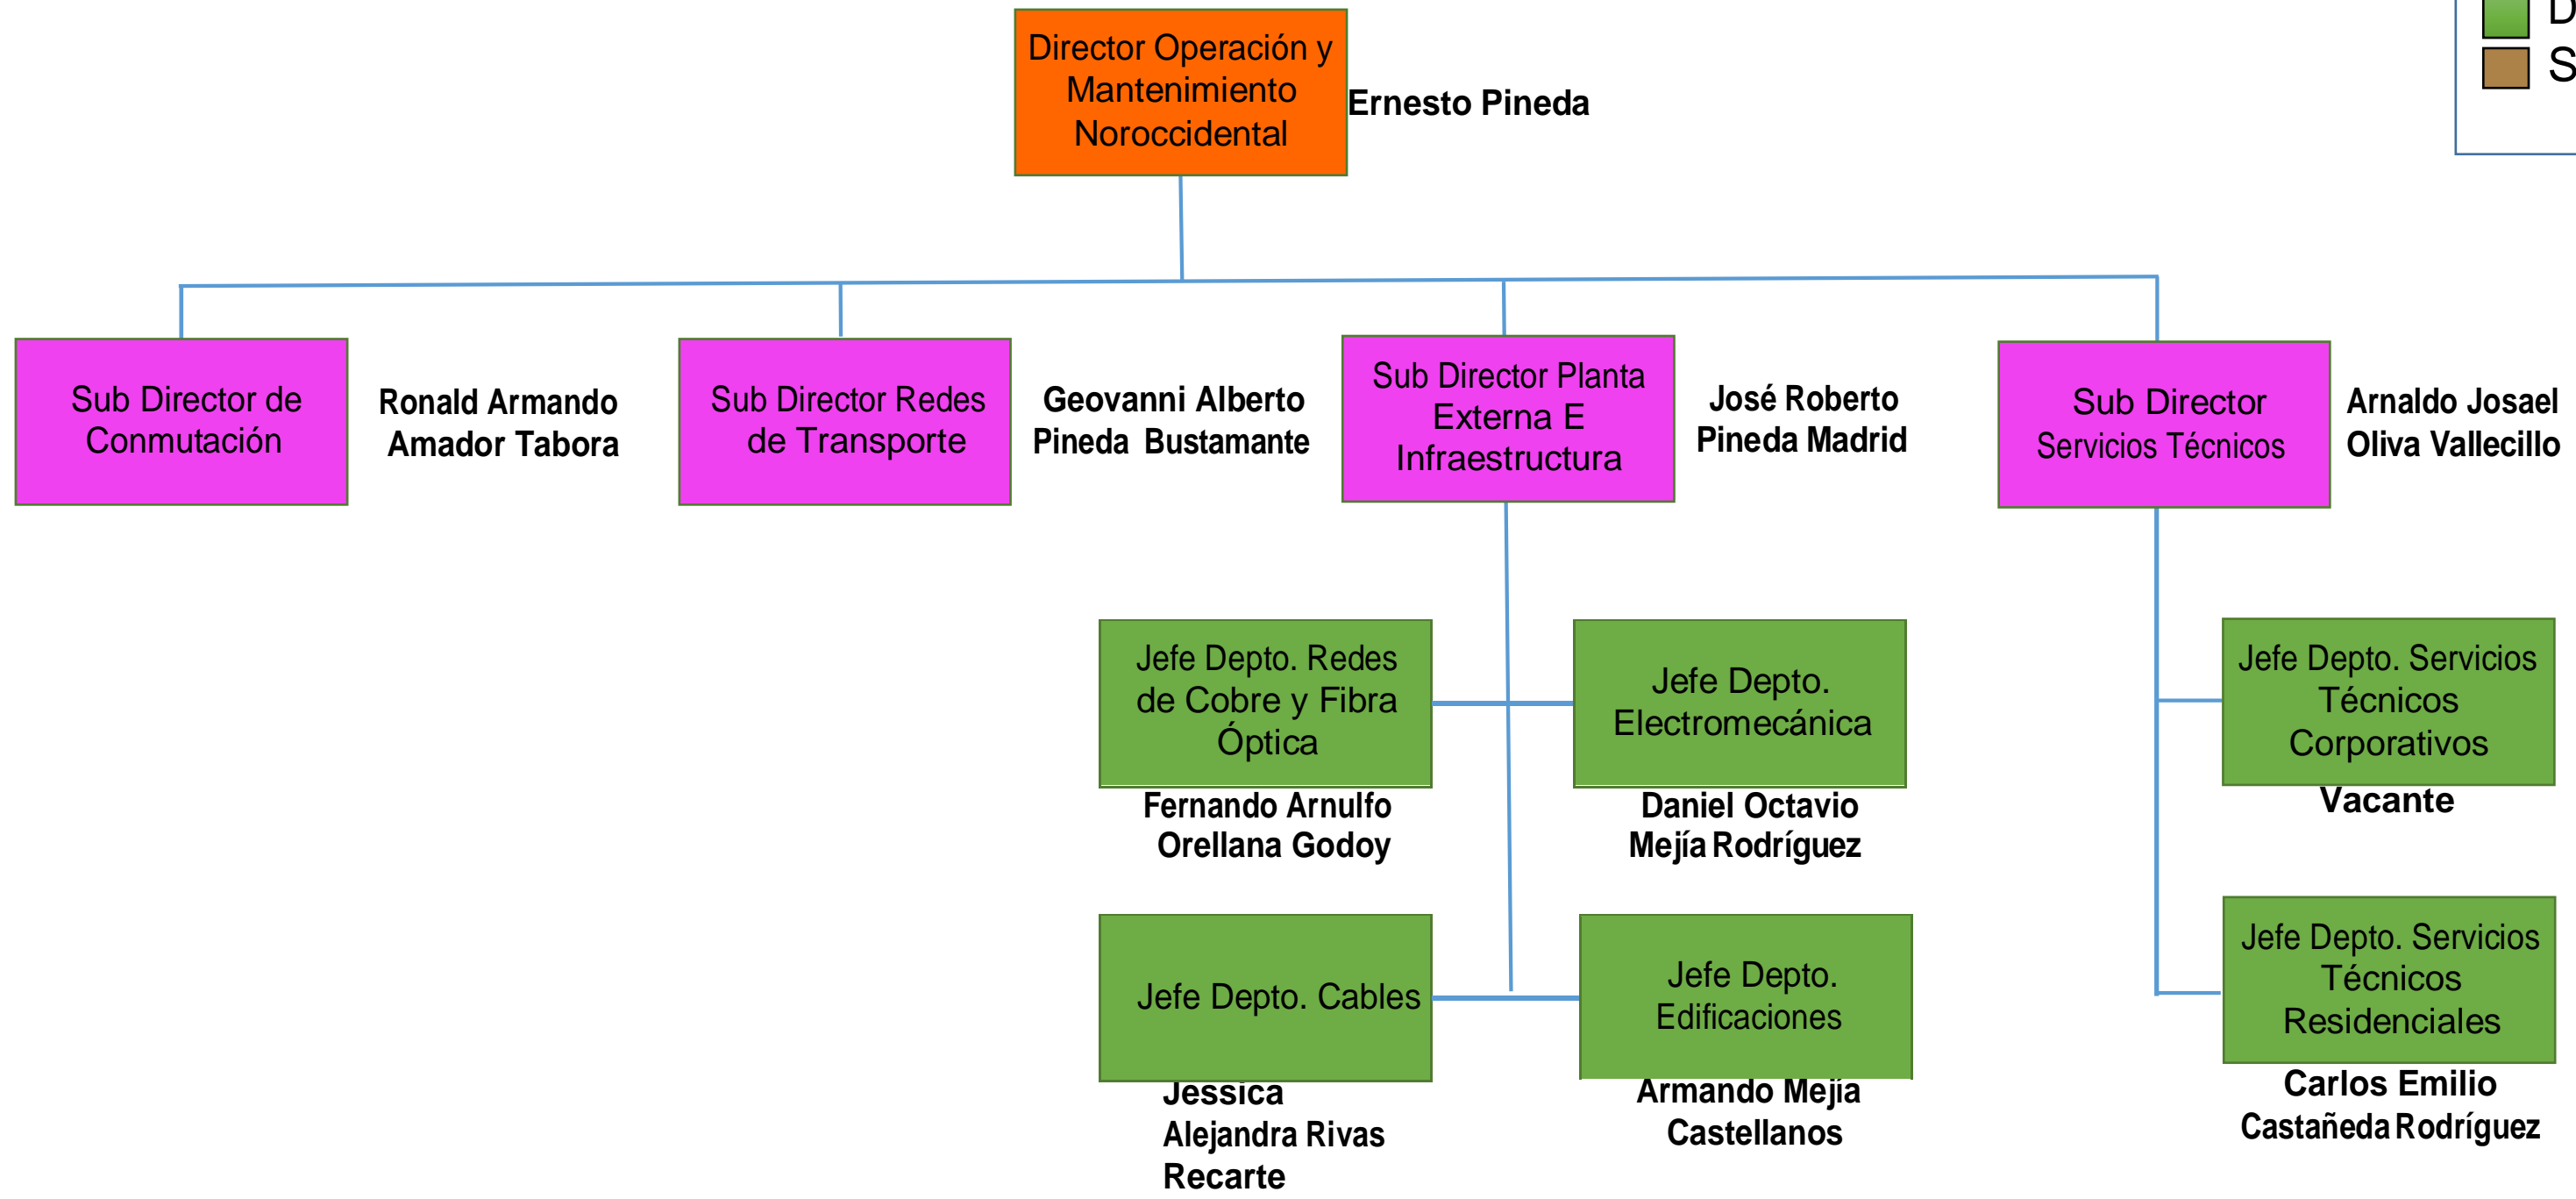 D
S
Director Operación y
Mantenimiento
Noroccidental
Ernesto Pineda
Sub Director de
Conmutación
Ronald Armando
Amador Tabora
Sub Director Redes
de Transporte
Geovanni Alberto
Pineda Bustamante
Sub Director Planta
Externa E
Infraestructura
José Roberto
Pineda Madrid
Sub Director
Servicios Técnicos
Arnaldo Josael
Oliva Vallecillo
Jefe Depto. Redes
de Cobre y Fibra
Óptica
Fernando Arnulfo
Orellana Godoy
Jefe Depto.
Electromecánica
Daniel Octavio
Mejía Rodríguez
Jefe Depto. Servicios
Técnicos
Corporativos
Vacante
Jefe Depto. Cables
Jessica
Alejandra Rivas
Recarte
Jefe Depto.
Edificaciones
Armando Mejía
Castellanos
Jefe Depto. Servicios
Técnicos
Residenciales
Carlos Emilio
Castañeda Rodríguez